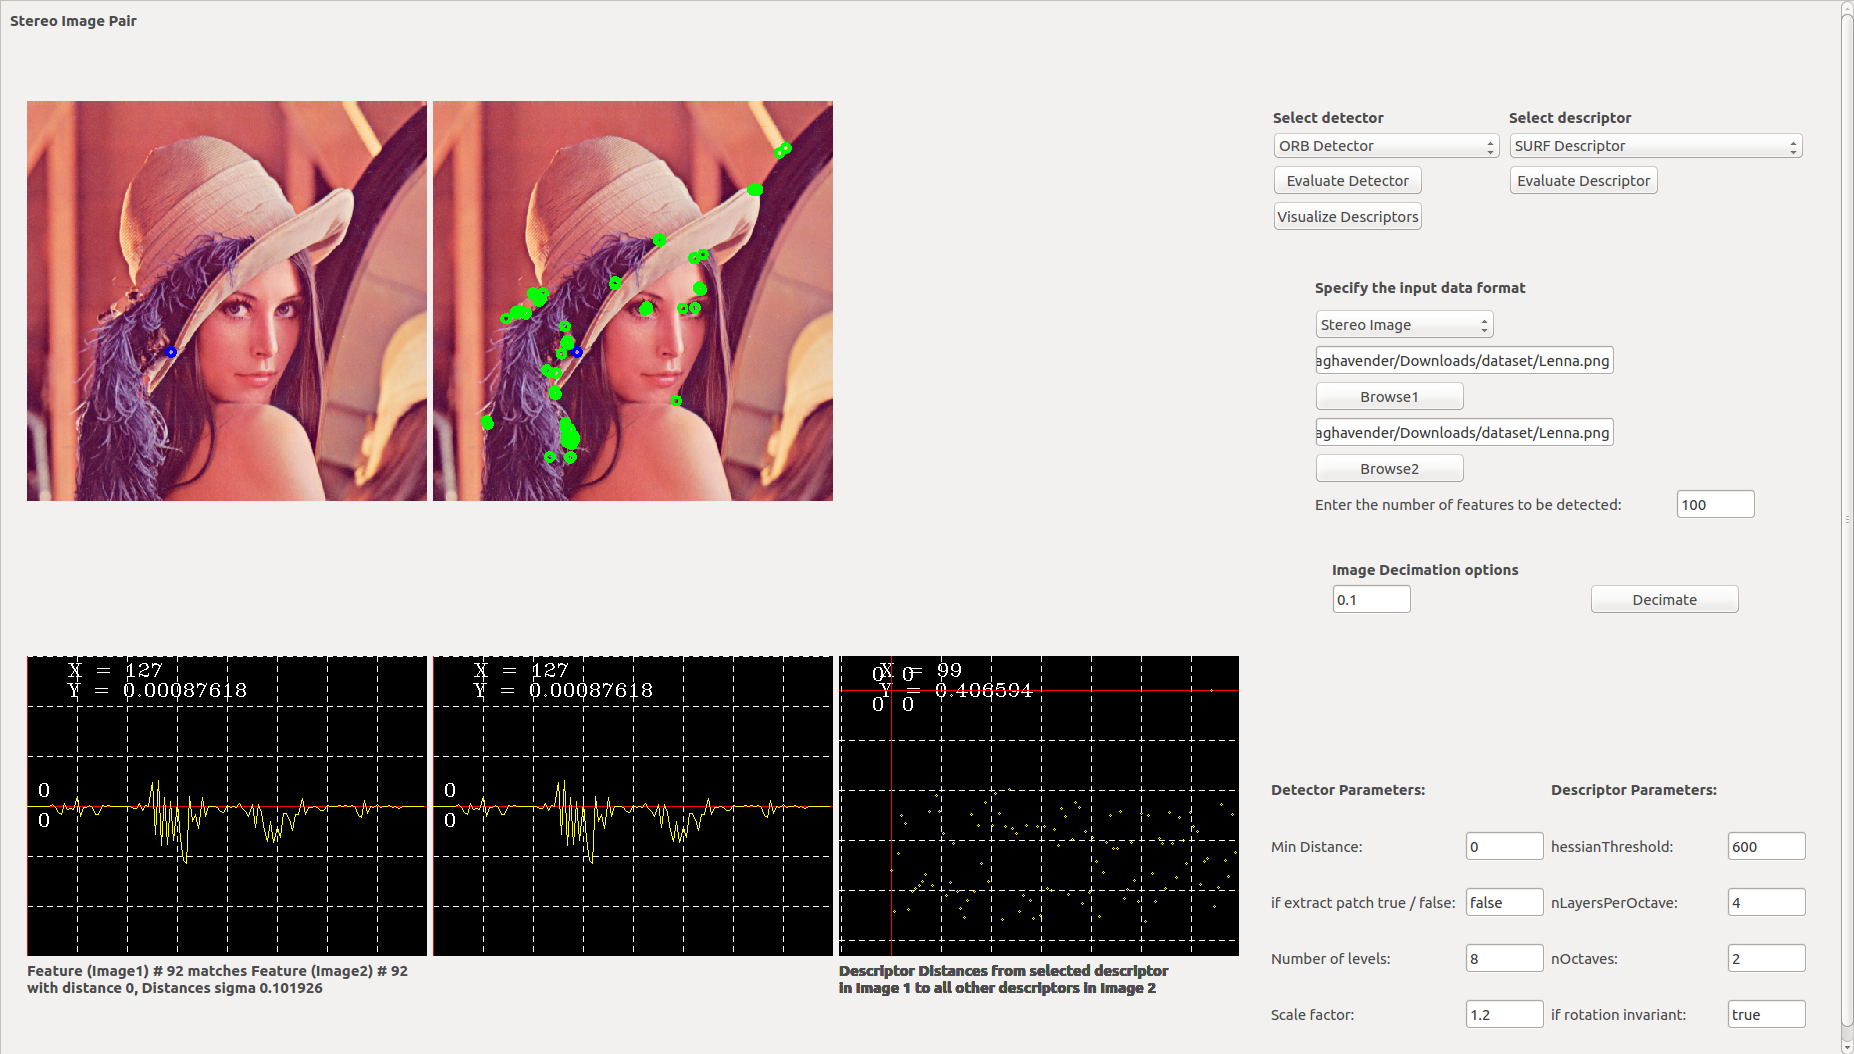 Stereo Image Pair
Select detector
Select descriptor
ORB Detector
SURF Descriptor
Evaluate Detector
Evaluate Descriptor
Visualize Descriptors
Specify the input data format
Stereo Image
aghavender/Downloads/dataset/Lenna.png
Browse1
aghavender/Downloads/dataset/Lenna.png
Browse2
Enter the number of features to be detected:
100
Image Decimation options
0.1
Decimate
X = 127
Y = 0.00087618
0
0
X = 127
Y = 0.00087618
0
0
X = 99
Y = 0.406594
0 0
0 0
Feature (Image1) # 92 matches Feature (Image2) # 92
with distance 0, Distances sigma 0.101926
Descriptor Distances from selected descriptor
in Image 1 to all other descriptors in Image 2
Detector Parameters:
Descriptor Parameters:
Min Distance:
0
hessianThreshold:
600
if extract patch true / false:
false
nLayersPerOctave:
4
Number of levels:
8
nOctaves:
2
Scale factor:
1.2
if rotation invariant:
true